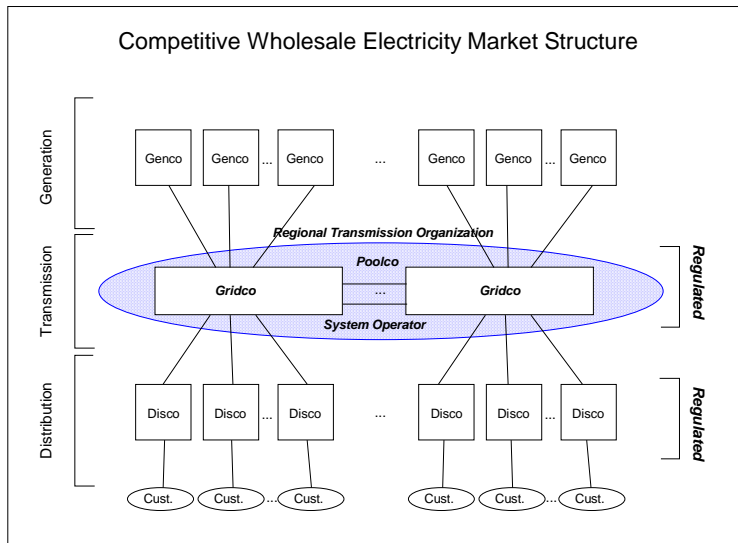 Competitive Wholesale Electricity Market Structure
Generation
Genco Genco ... Genco ... Genco Genco ... Genco
Regional Transmission Organization
Transmission
Poolco
Gridco ... Gridco
System Operator
Regulated
Distribution
Disco Disco ... Disco ... Disco Disco ... Disco
Regulated
Cust. Cust. ... Cust. Cust. Cust. ... Cust.